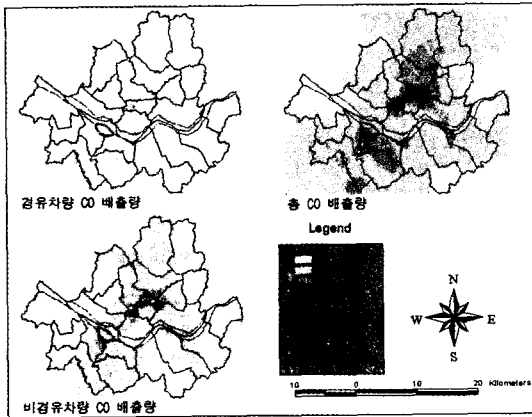 경유차량 CO 배출량
총 CO 배출량
Legend
비경유차량 CO 배출량
N
W E
S
10 0 10 20 Kilometers